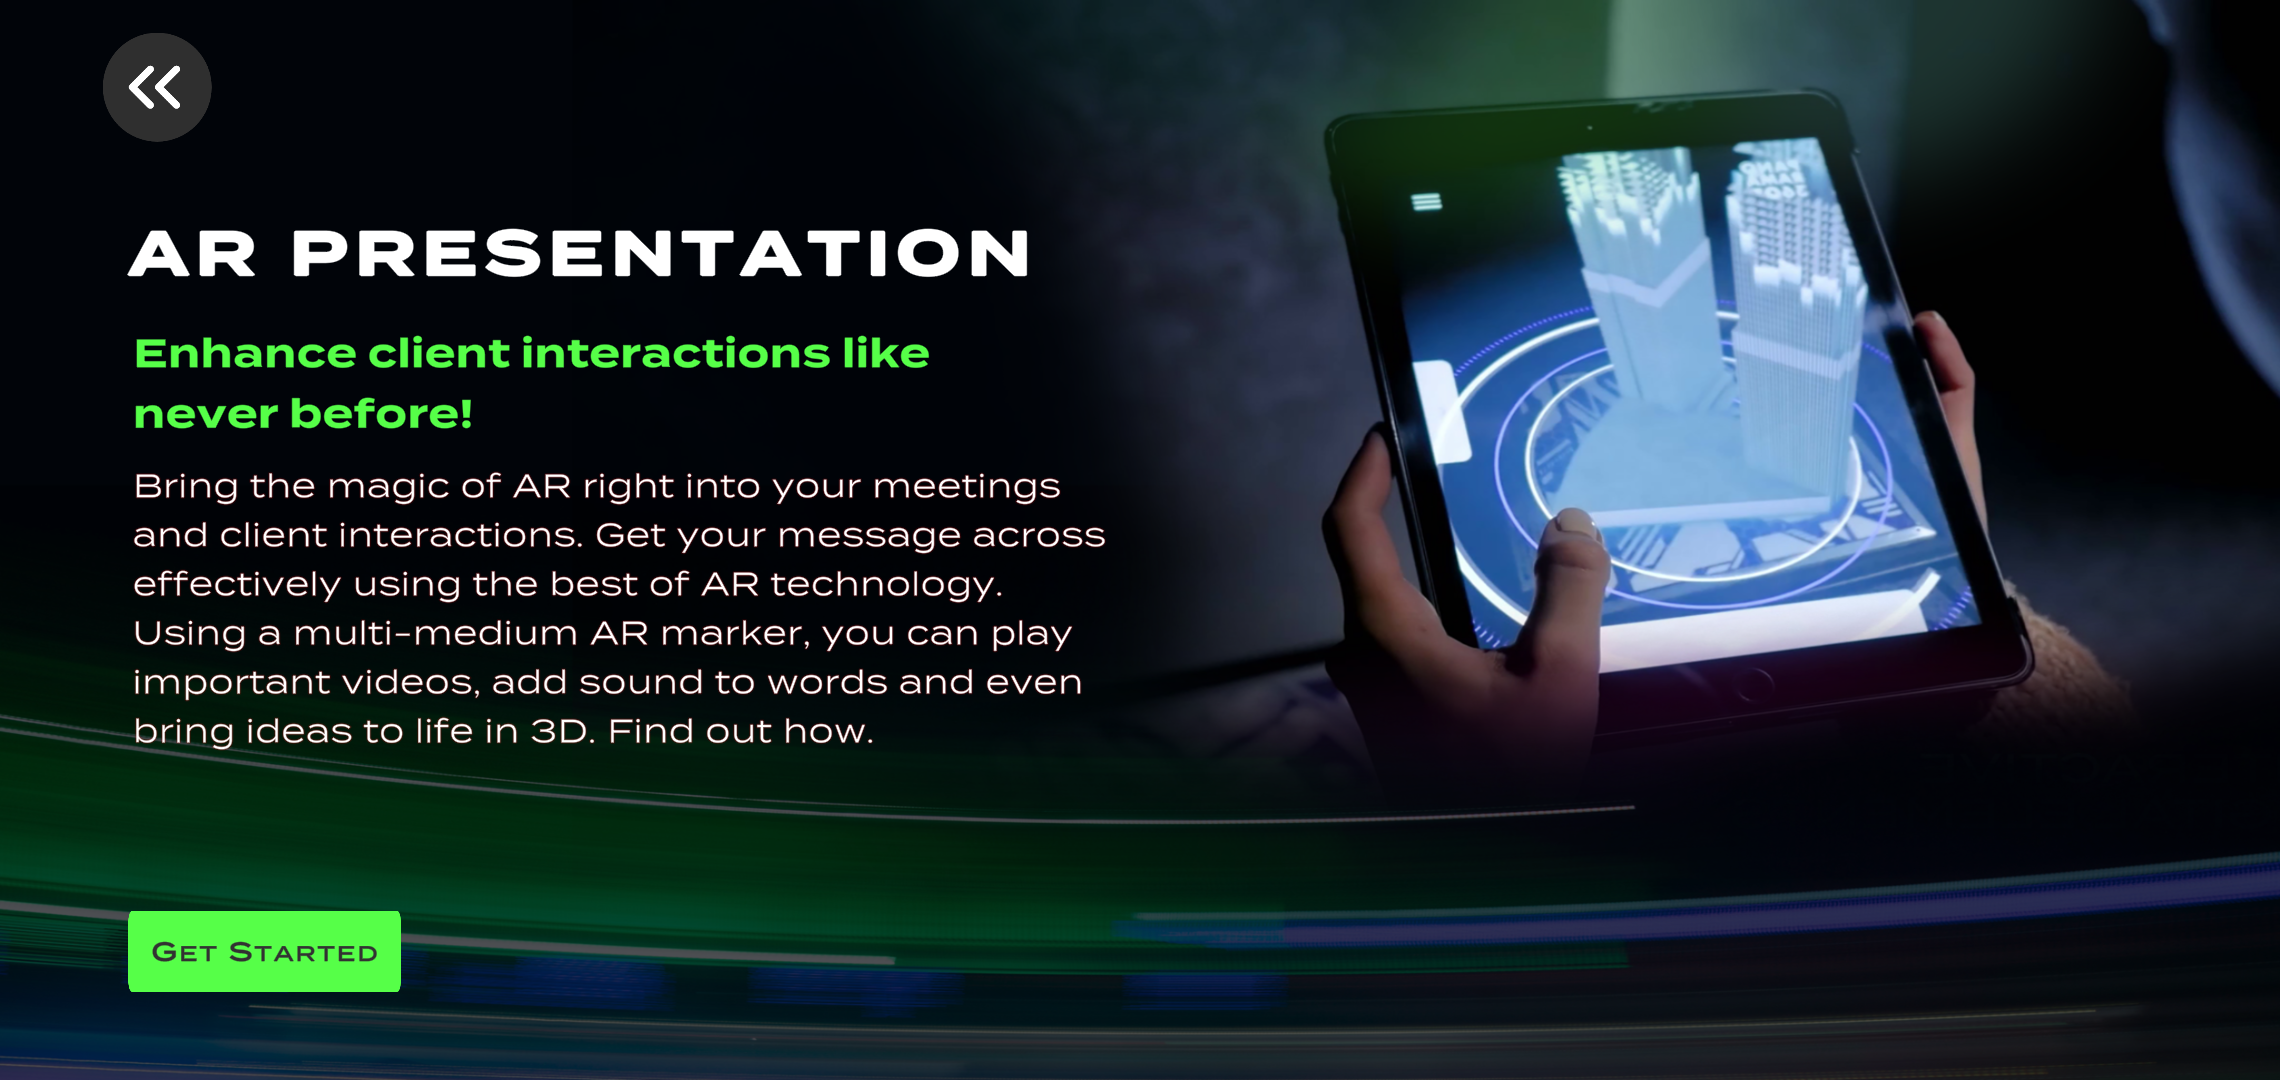 AR PRESENTATION
Enhance client interactions like
never before!
Bring the magic of AR right into your meetings
and client interactions. Get your message across
effectively using the best of AR technology.
Using a multi-medium AR marker, you can play
important videos, add sound to words and even
bring ideas to life in 3D. Find out how.
GET STARTED